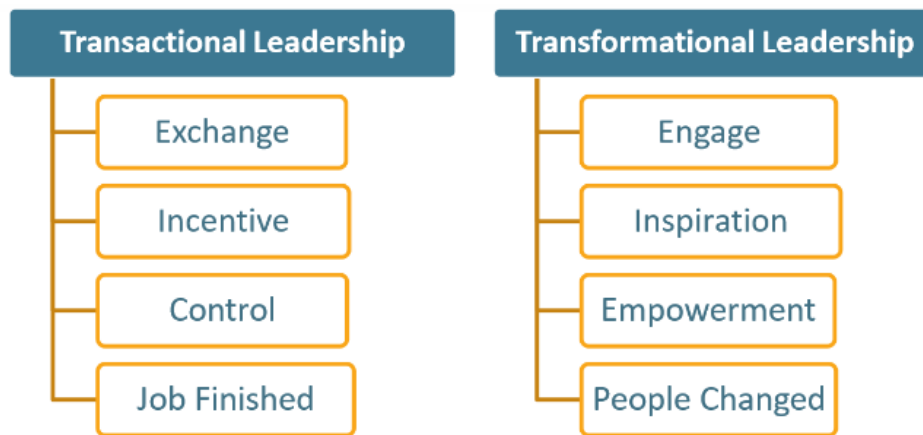 Transactional Leadership
Exchange
Incentive
Control
Job Finished
Transformational Leadership
Engage
Inspiration
Empowerment
People Changed